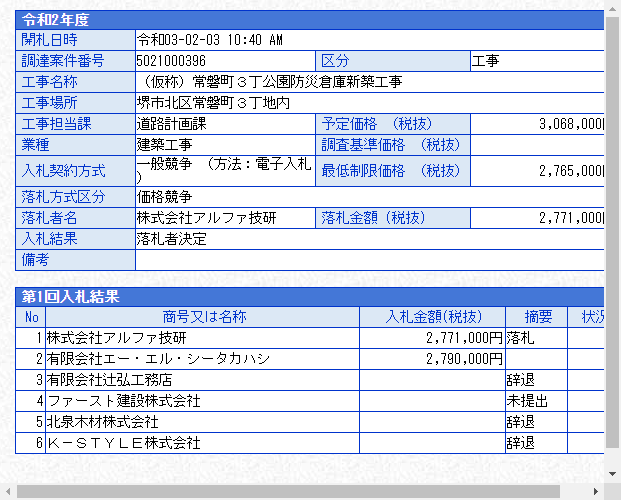 令和2年度
開札日時 令和03-02-03 10:40 AM
調達案件番号 5021000396 区分 工事
工事名称 （仮称）常磐町３丁公園防災倉庫新築工事
工事場所 堺市北区常磐町３丁地内
工事担当課 道路計画課 予定価格 （税抜） 3,068,000円
業種 建築工事 調査基準価格 （税抜）
入札契約方式 一般競争 （方法：電子入札） 最低制限価格 （税抜） 2,765,000円
落札方式区分 価格競争
落札者名 株式会社アルファ技研 落札金額（税抜） 2,771,000円
入札結果 落札者決定
備考
第1回入札結果
No 商号又は名称 入札金額(税抜) 摘要 状況
1 株式会社アルファ技研 2,771,000円 落札
2 有限会社エー・エル・シータカハシ 2,790,000円
3 有限会社辻弘工務店 辞退
4 ファースト建設株式会社 未提出
5 北泉木材株式会社 辞退
6 Ｋ－ＳＴＹＬＥ株式会社 辞退